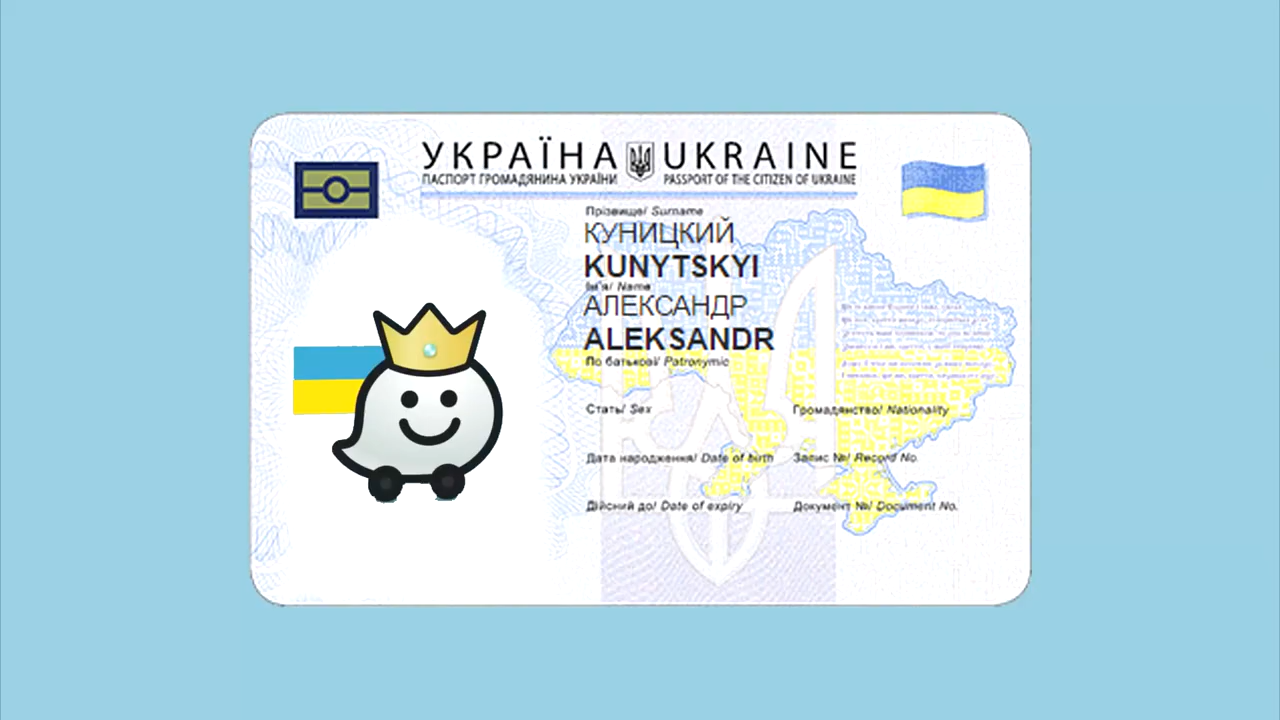 УКРАЇНА UKRAINE
ПАСПОРТ ГРОМАДЯНИНА УКРАЇНИ PASSPORT OF THE CITIZEN OF UKRAINE
Прізвище/ Surname
КУНИЦКИЙ
KUNYTSKYI
Ім'я/ Name
АЛЕКСАНДР
ALEKSANDR
По батькові/ Patronymic
Стать/ Sex Громадянство/ Nationality
Дата народження/ Date of birth Запис №/ Record No.
Дійсний до/ Date of expiry Документ №/ Document No.